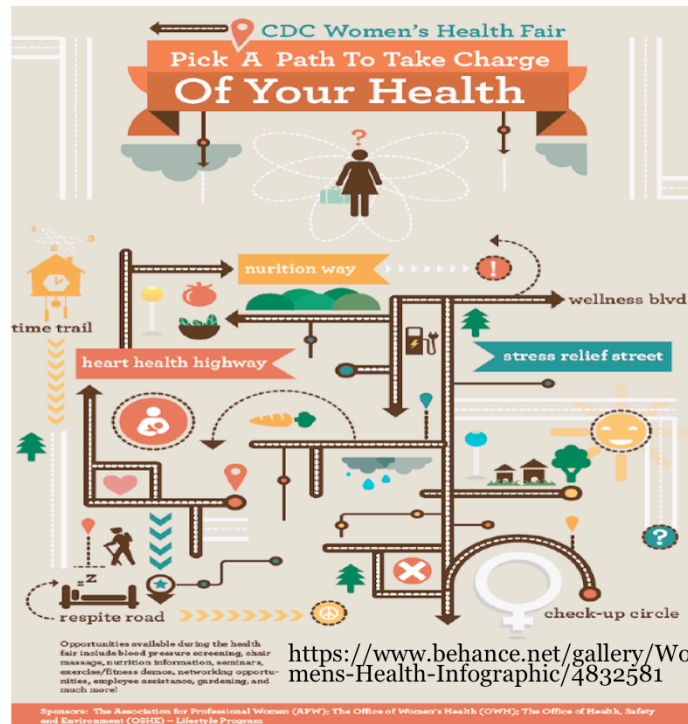 CDC Women's Health Fair
Pick A Path To Take Charge
Of Your Health
?
1
2
3
nurition way
!
wellness blvd
time trail
heart health highway
stress relief street
?
z Z
respite road
check-up circle
Opportunities available during the health
fair include blood pressure screening, chair
massage, nutrition information, seminars,
exercise/fitness demos, networking opportu-
nities, employee assistance, gardening, and
much more!
https://www.behance.net/gallery/Wo
mens-Health-Infographic/4832581
Sponsors: The Association for Professional Women (APW); The Office of Women's Health (OWH); The Office of Health, Safety
and Environment (OSHE) – Lifestyle Program